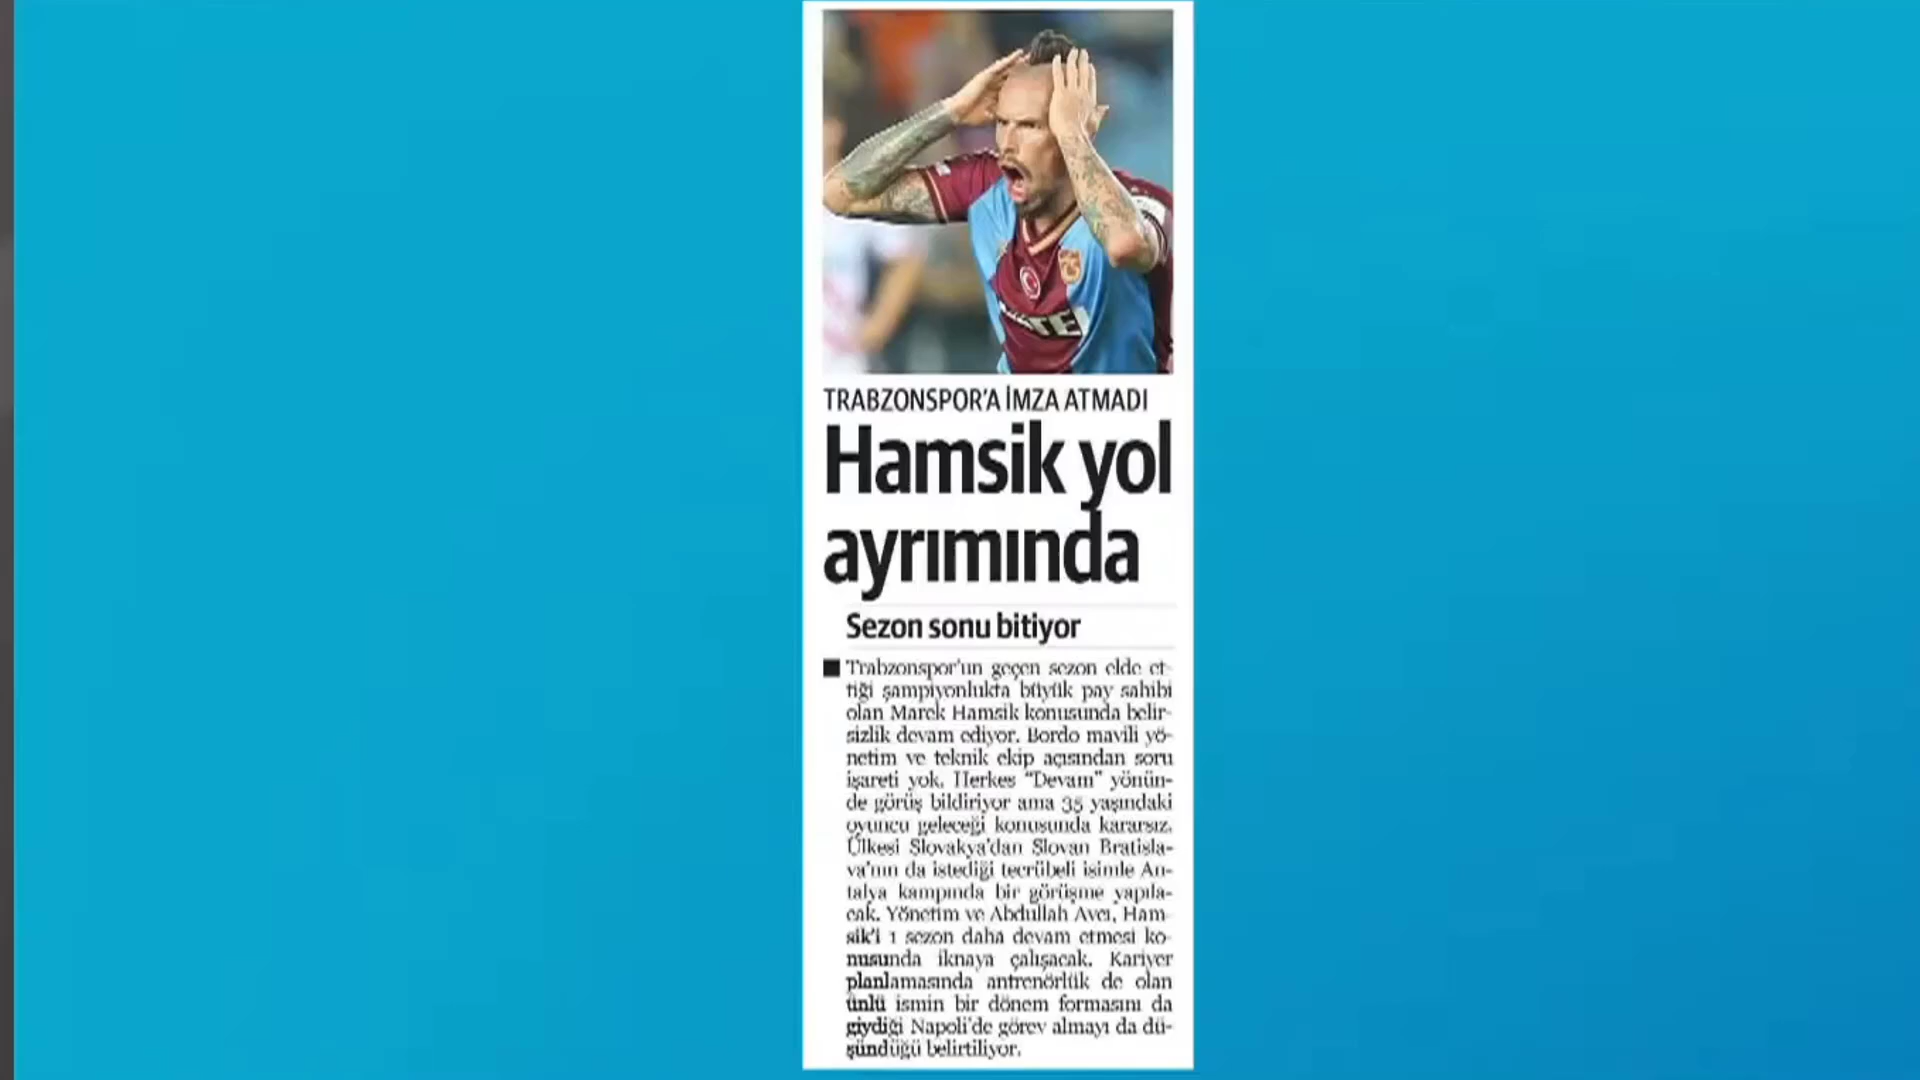 TRABZONSPOR'A İMZA ATMADI
Hamsik yol
ayrımında
Sezon sonu bitiyor
Trabzonspor'un geçen sezon elde et-
tiği şampiyonlukta büyük pay sahibi
olan Marek Hamsik konusunda belir-
sizlik devam ediyor. Bordo mavili yö-
netim ve teknik ekip açısından soru
işareti yok. Herkes "Devam" yönün-
de görüş bildiriyor ama 35 yaşındaki
oyuncu geleceği konusunda kararsız.
Ülkesi Slovakya'dan Slovan Bratisla-
va'nın da istediği tecrübeli isimle An-
talya kampında bir görüşme yapıla-
cak. Yönetim ve Abdullah Avcı, Ham-
sik'i 1 sezon daha devam etmesi ko-
nusunda iknaya çalışacak. Kariyer
planlamasında antrenörlük de olan
ünlü ismin bir dönem formasını da
giydiği Napoli'de görev almayı da dü-
şündüğü belirtiliyor.